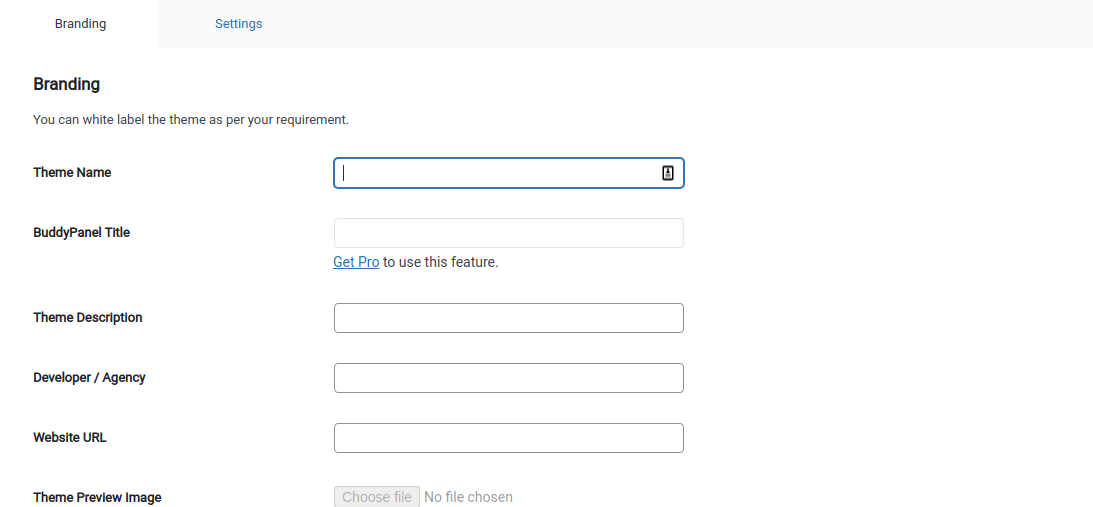 Branding
Settings
Branding
You can white label the theme as per your requirement.
Theme Name
BuddyPanel Title
Get Pro to use this feature.
Theme Description
Developer / Agency
Website URL
Theme Preview Image
Choose file No file chosen